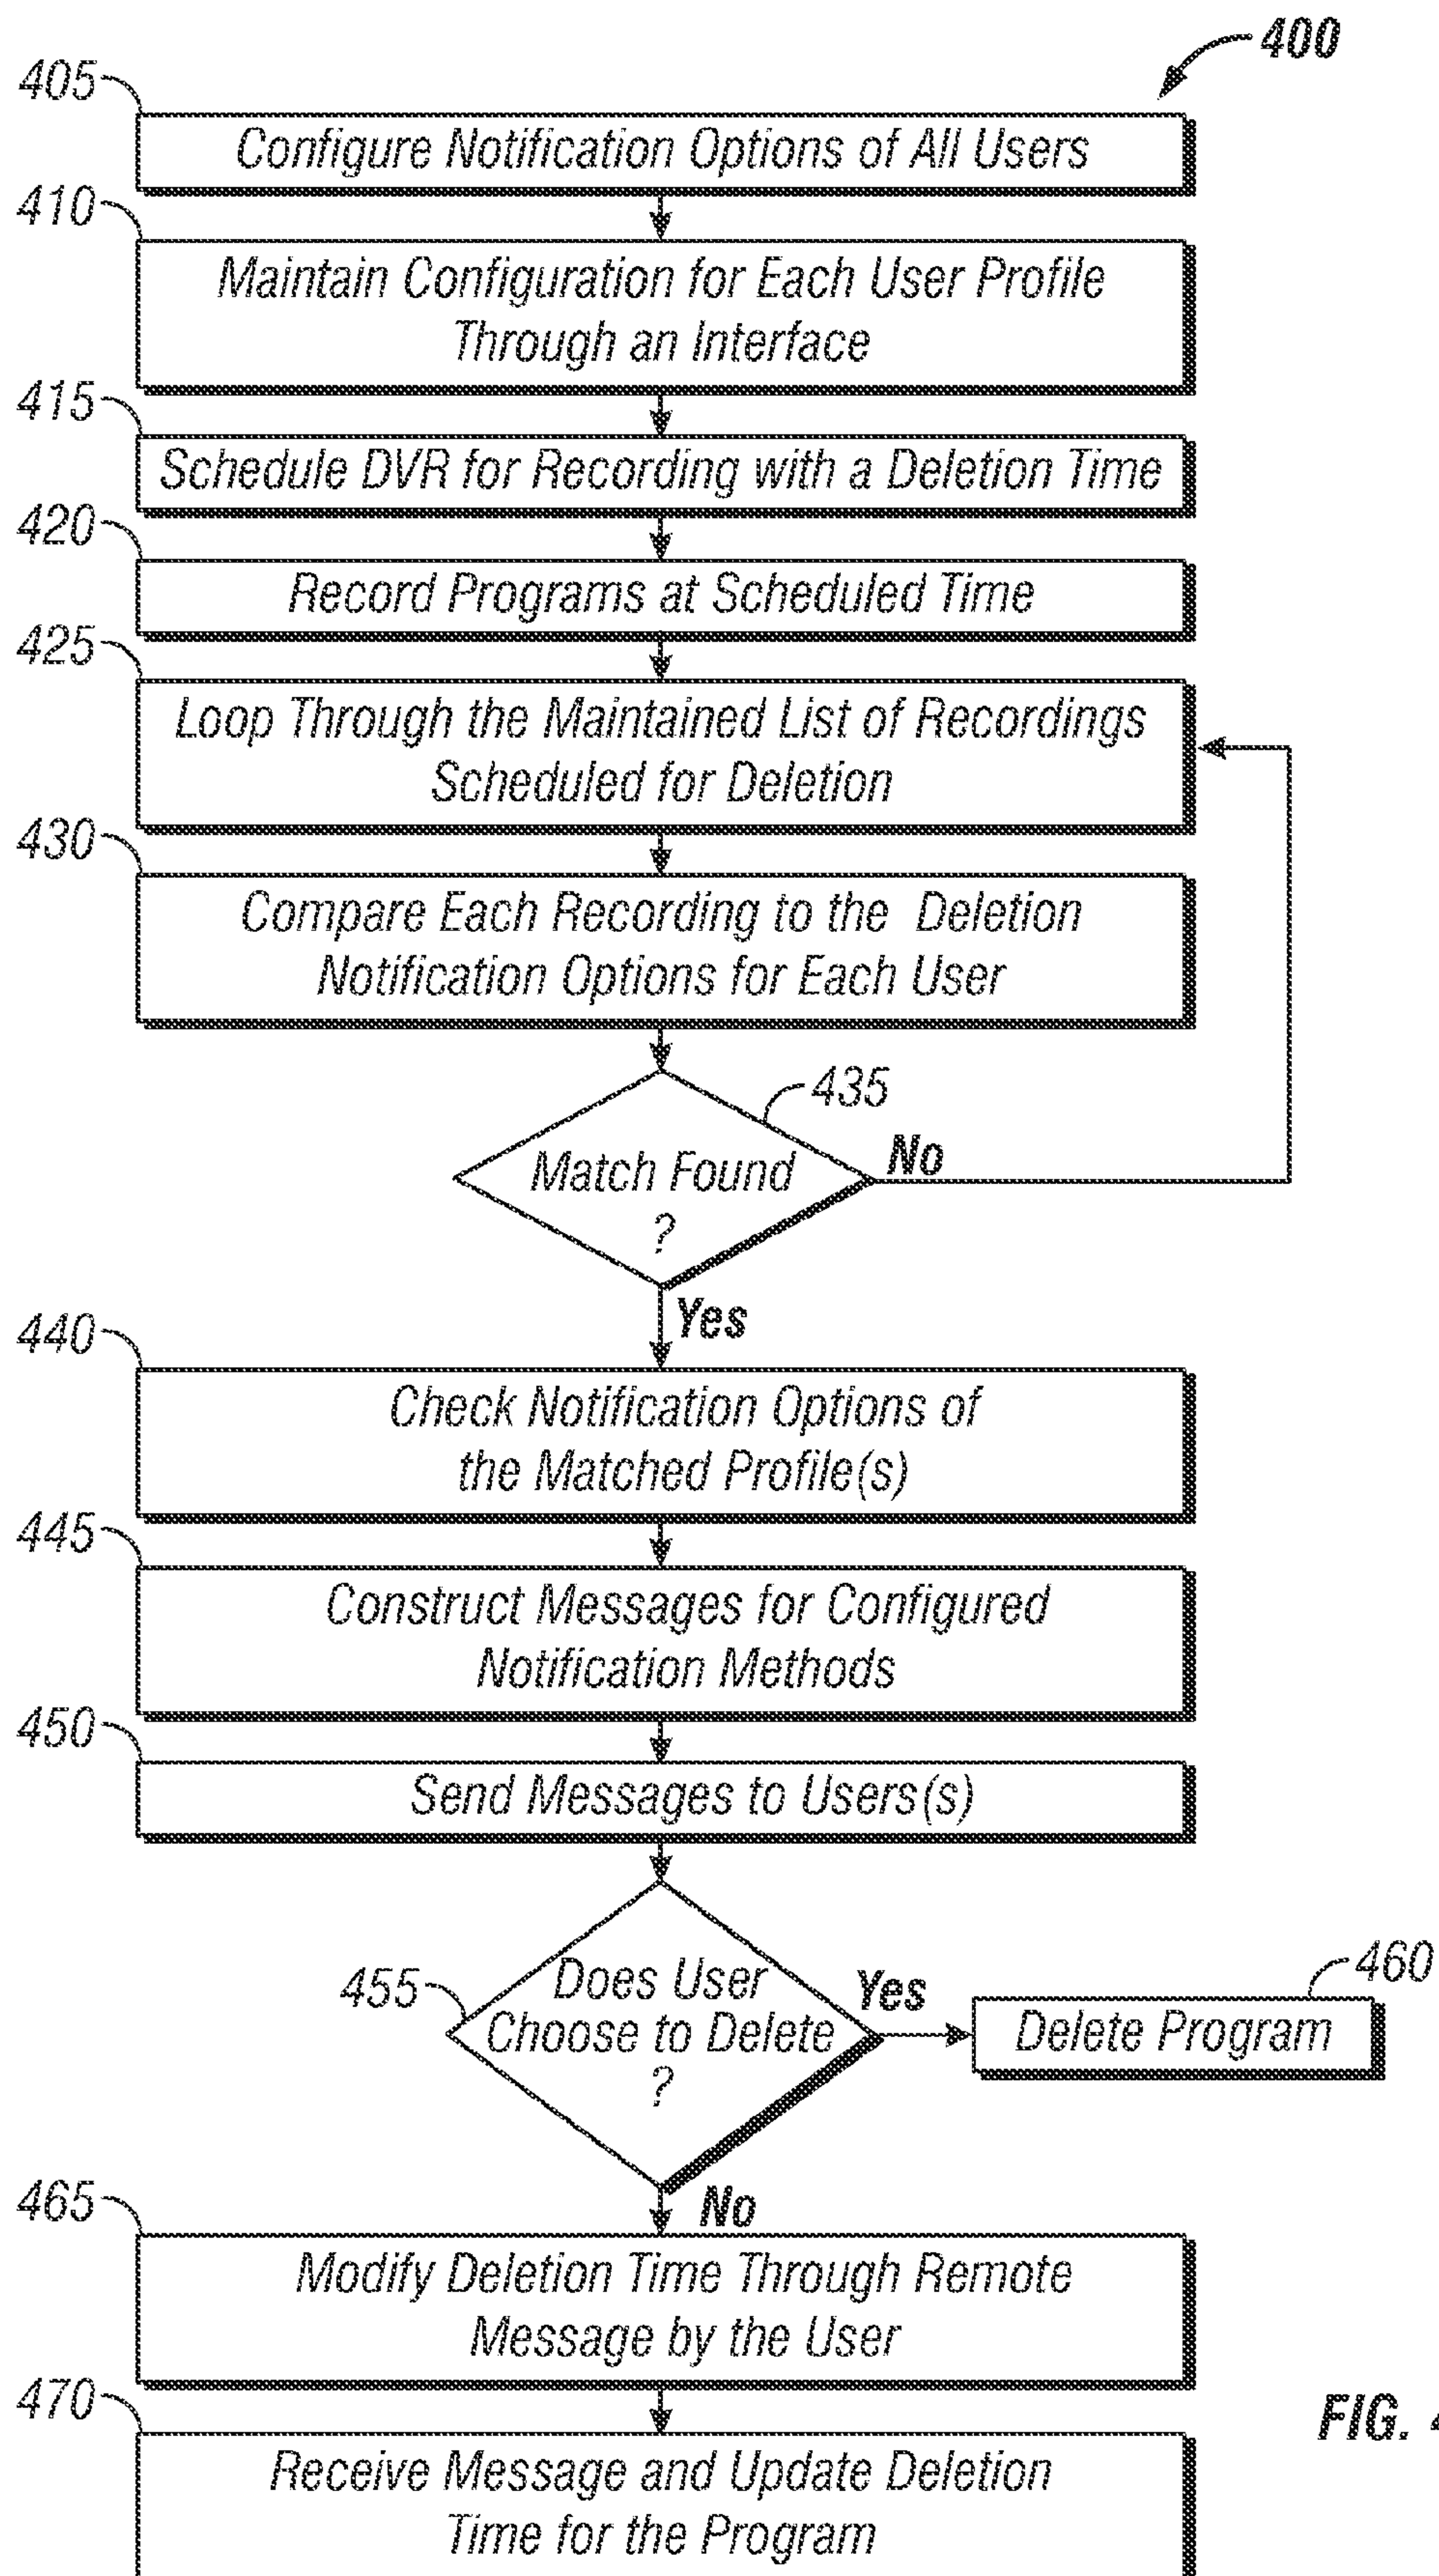 400
405
Configure Notification Options of All Users
410
Maintain Configuration for Each User Profile
Through an Interface
415
Schedule DVR for Recording with a Deletion Time
420
Record Programs at Scheduled Time
425
Loop Through the Maintained List of Recordings
Scheduled for Deletion
430
Compare Each Recording to the Deletion
Notification Options for Each User
435
Match Found
?
No
Yes
440
Check Notification Options of
the Matched Profile(s)
445
Construct Messages for Configured
Notification Methods
450
Send Messages to Users(s)
455
Does User
Choose to Delete
?
Yes
460
Delete Program
No
465
Modify Deletion Time Through Remote
Message by the User
470
Receive Message and Update Deletion
Time for the Program
FIG.